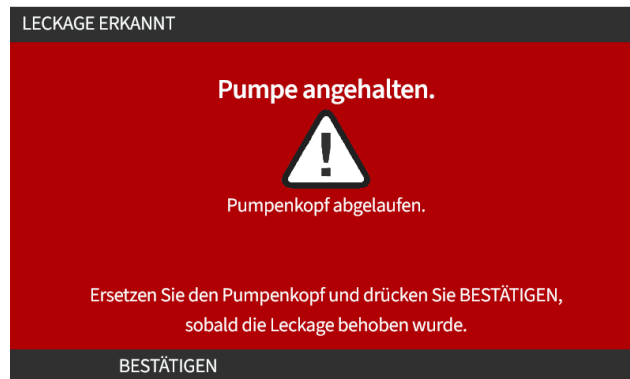 LECKAGE ERKANNT
Pumpe angehalten.
!
Pumpenkopf abgelaufen.
Ersetzen Sie den Pumpenkopf und drücken Sie BESTÄTIGEN,
sobald die Leckage behoben wurde.
BESTÄTIGEN